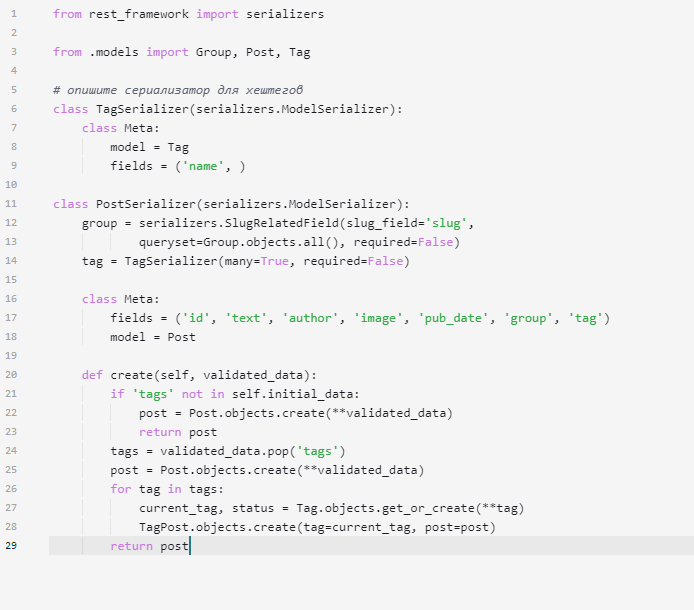 1 from rest_framework import serializers
2
3 from .models import Group, Post, Tag
4
5 # опишите сериализатор для хештегов
6 class TagSerializer(serializers.ModelSerializer):
7     class Meta:
8         model = Tag
9         fields = ('name', )
10
11 class PostSerializer(serializers.ModelSerializer):
12     group = serializers.SlugRelatedField(slug_field='slug',
13             queryset=Group.objects.all(), required=False)
14     tag = TagSerializer(many=True, required=False)
15
16     class Meta:
17         fields = ('id', 'text', 'author', 'image', 'pub_date', 'group', 'tag')
18         model = Post
19
20     def create(self, validated_data):
21         if 'tags' not in self.initial_data:
22             post = Post.objects.create(**validated_data)
23             return post
24         tags = validated_data.pop('tags')
25         post = Post.objects.create(**validated_data)
26         for tag in tags:
27             current_tag, status = Tag.objects.get_or_create(**tag)
28             TagPost.objects.create(tag=current_tag, post=post)
29         return post